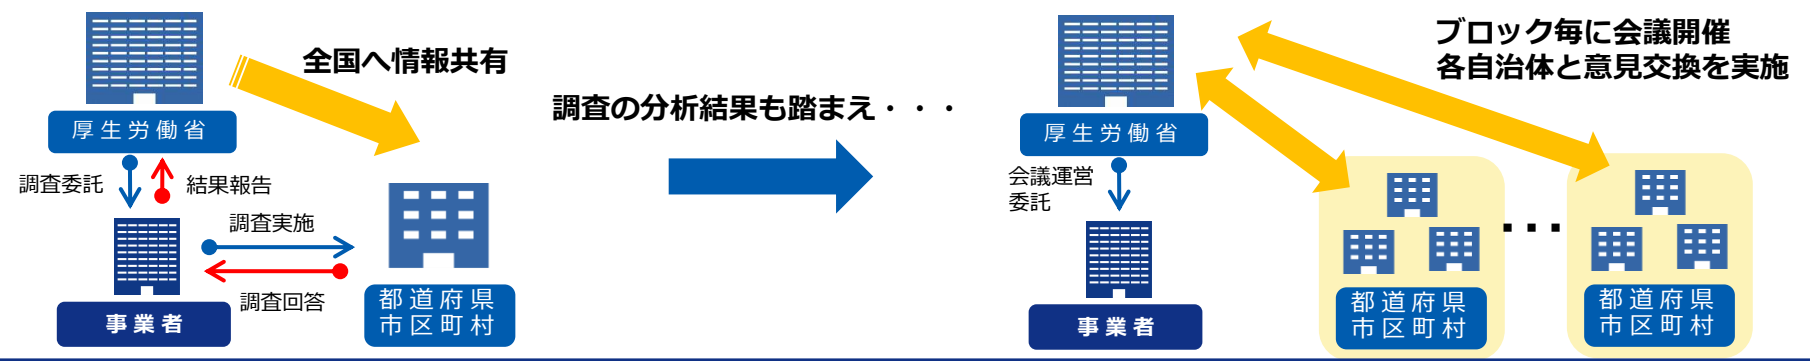 全国へ情報共有
厚生労働省
調査委託
結果報告
調査実施
調査回答
事業者
都道府県
市区町村
調査の分析結果も踏まえ・・・
ブロック毎に会議開催
各自治体と意見交換を実施
厚生労働省
会議運営
委託
事業者
都道府県
市区町村
・・・
都道府県
市区町村